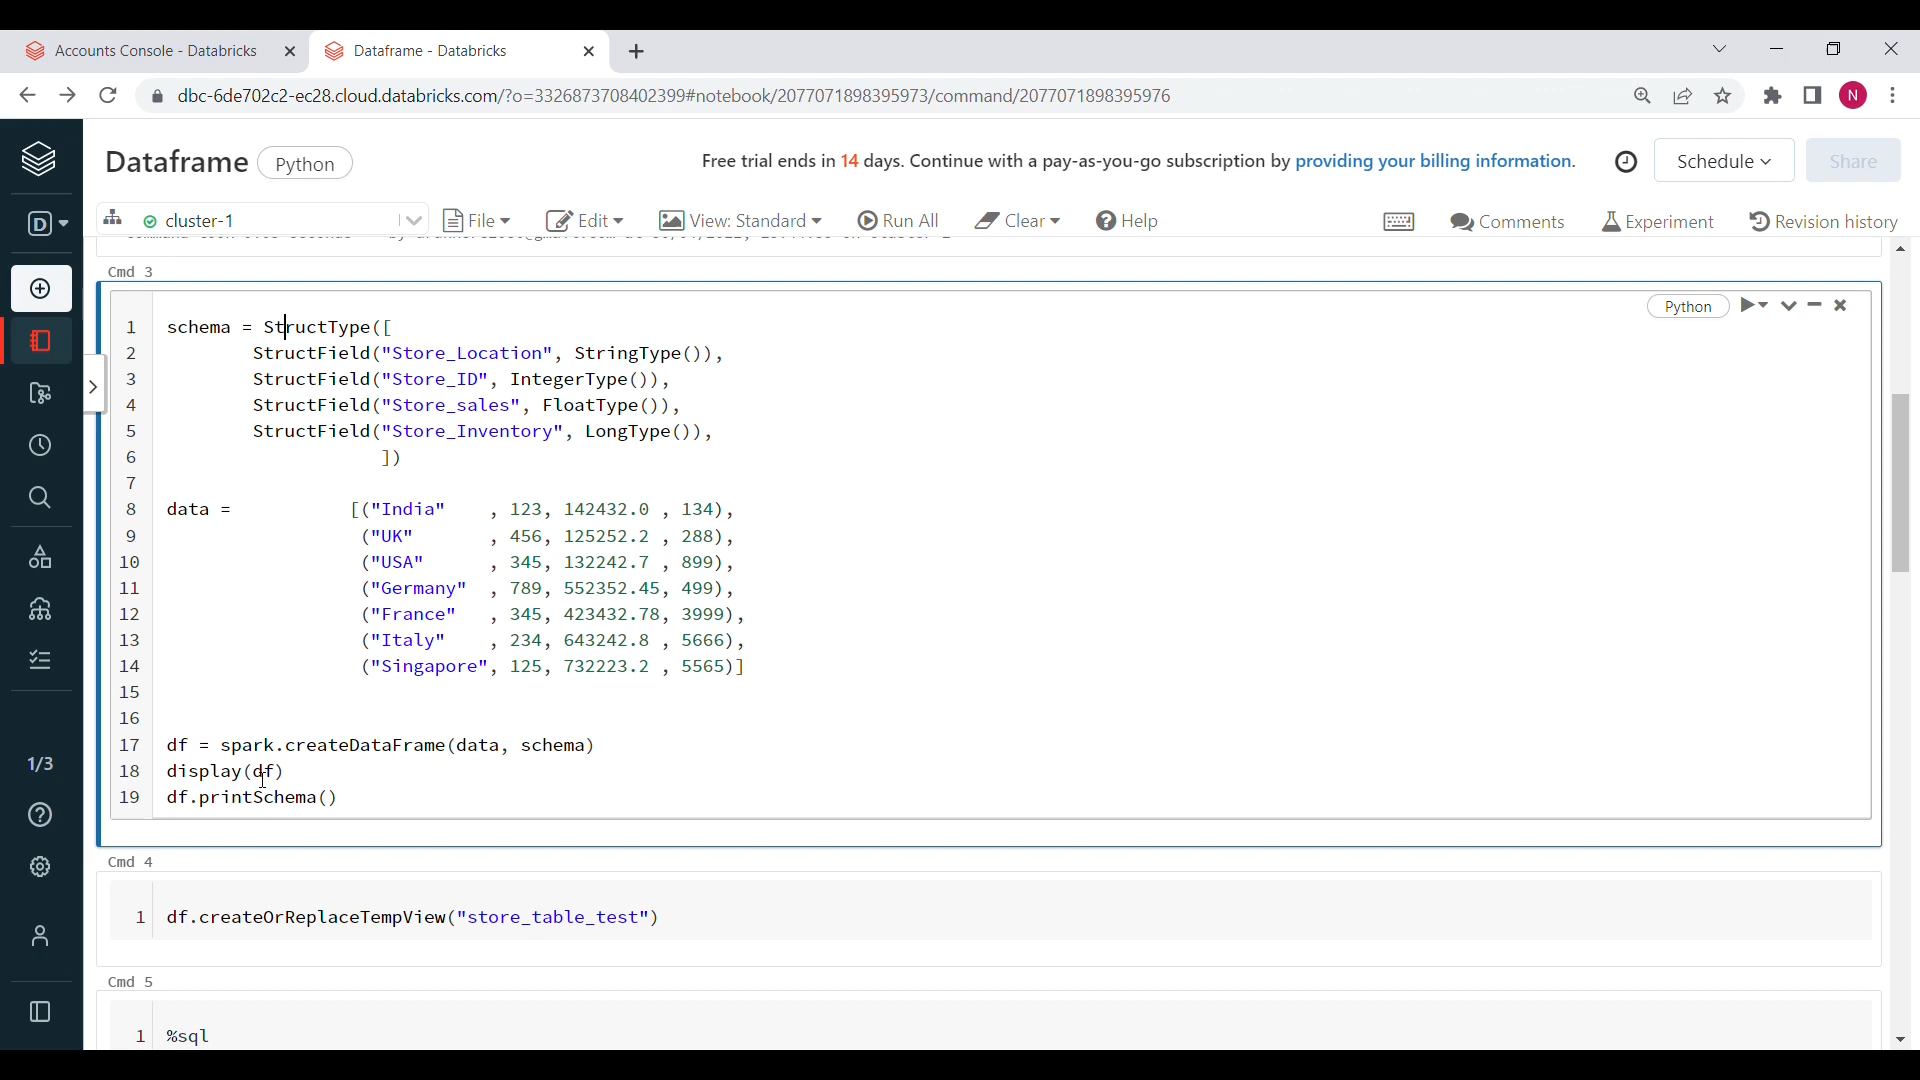 Accounts Console - Databricks
Dataframe - Databricks
dbc-6de702c2-ec28.cloud.databricks.com/?o=3326873708402399#notebook/2077071898395973/command/2077071898395976
N
Dataframe
Python
Free trial ends in 14 days. Continue with a pay-as-you-go subscription by providing your billing information.
Schedule
Share
D
cluster-1
File
Edit
View: Standard
Run All
Clear
Help
Comments
Experiment
Revision history
Cmd 3
Python
1 schema = StructType([
2 StructField("Store_Location", StringType()),
3 StructField("Store_ID", IntegerType()),
4 StructField("Store_sales", FloatType()),
5 StructField("Store_Inventory", LongType()),
6 ])
7
8 data = [("India" , 123, 142432.0 , 134),
9 ("UK" , 456, 125252.2 , 288),
10 ("USA" , 345, 132242.7 , 899),
11 ("Germany" , 789, 552352.45, 499),
12 ("France" , 345, 423432.78, 3999),
13 ("Italy" , 234, 643242.8 , 5666),
14 ("Singapore", 125, 732223.2 , 5565)]
15
16
17 df = spark.createDataFrame(data, schema)
18 display(df)
19 df.printSchema()
1/3
Cmd 4
1 df.createOrReplaceTempView("store_table_test")
Cmd 5
1 %sql